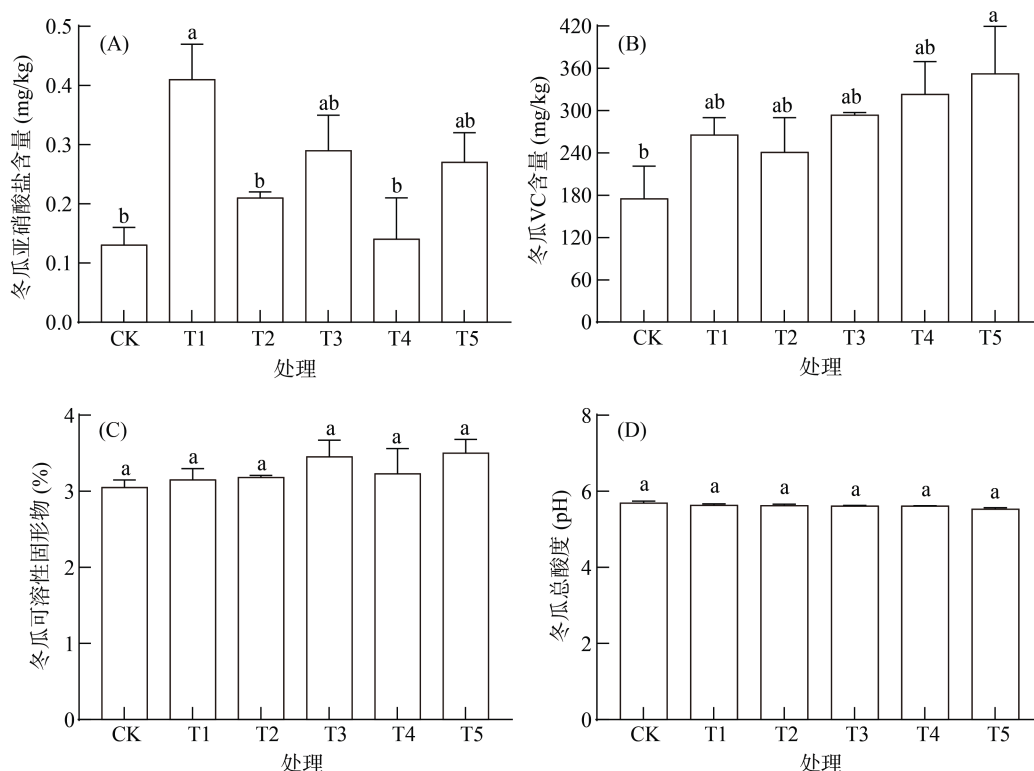 (A)
冬瓜亚硝酸盐含量 (mg/kg)
0.5
0.4
0.3
0.2
0.1
0.0
b
a
b
ab
b
ab
CK T1 T2 T3 T4 T5
处理
(B)
冬瓜VC含量 (mg/kg)
420
360
300
240
180
120
60
0
b
ab
ab
ab
ab
a
CK T1 T2 T3 T4 T5
处理
(C)
冬瓜可溶性固形物 (%)
4
3
2
1
0
a
a
a
a
a
a
CK T1 T2 T3 T4 T5
处理
(D)
冬瓜总酸度 (pH)
8
6
4
2
0
a
a
a
a
a
a
CK T1 T2 T3 T4 T5
处理